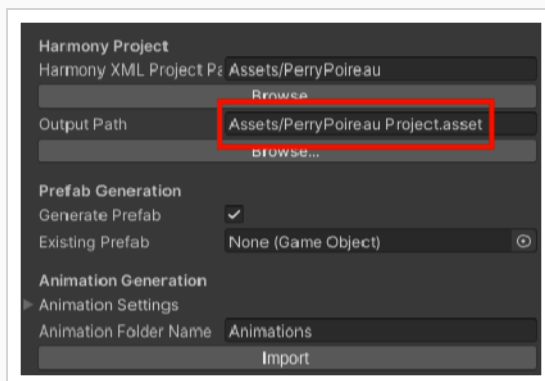 Harmony Project
Harmony XML Project Pa Assets/PerryPoireau
Browse
Output Path Assets/PerryPoireau Project.asset
Browse...
Prefab Generation
Generate Prefab
Existing Prefab None (Game Object)
Animation Generation
Animation Settings
Animation Folder Name Animations
Import